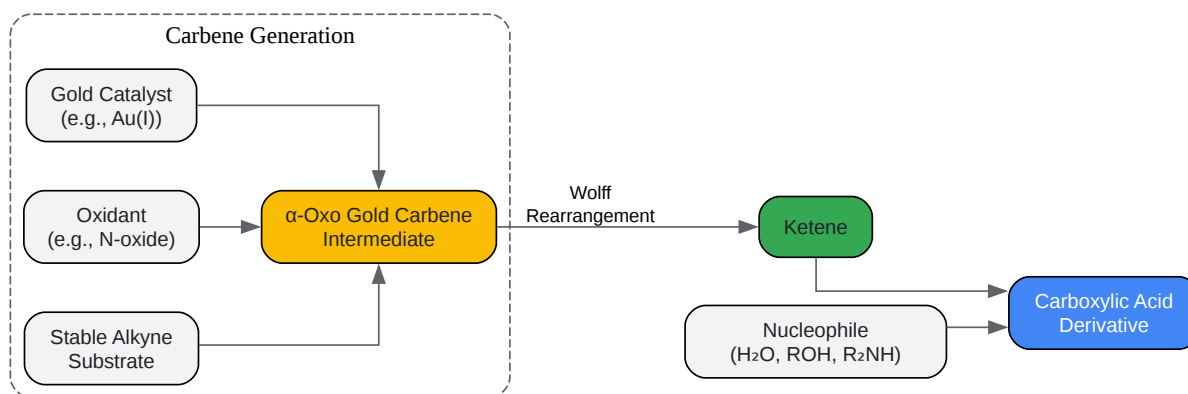 Carbene Generation
Gold Catalyst
(e.g., Au(I))
Oxidant
(e.g., N-oxide)
Stable Alkyne
Substrate
α-Oxo Gold Carbene
Intermediate
Wolff
Rearrangement
Ketene
Nucleophile
(H₂O, ROH, R₂NH)
Carboxylic Acid
Derivative